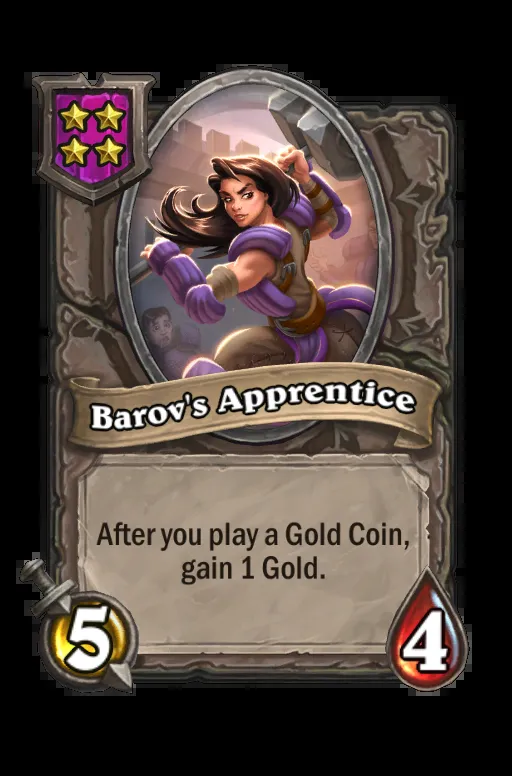 Barov's Apprentice
After you play a Gold Coin,
gain 1 Gold.
5
4